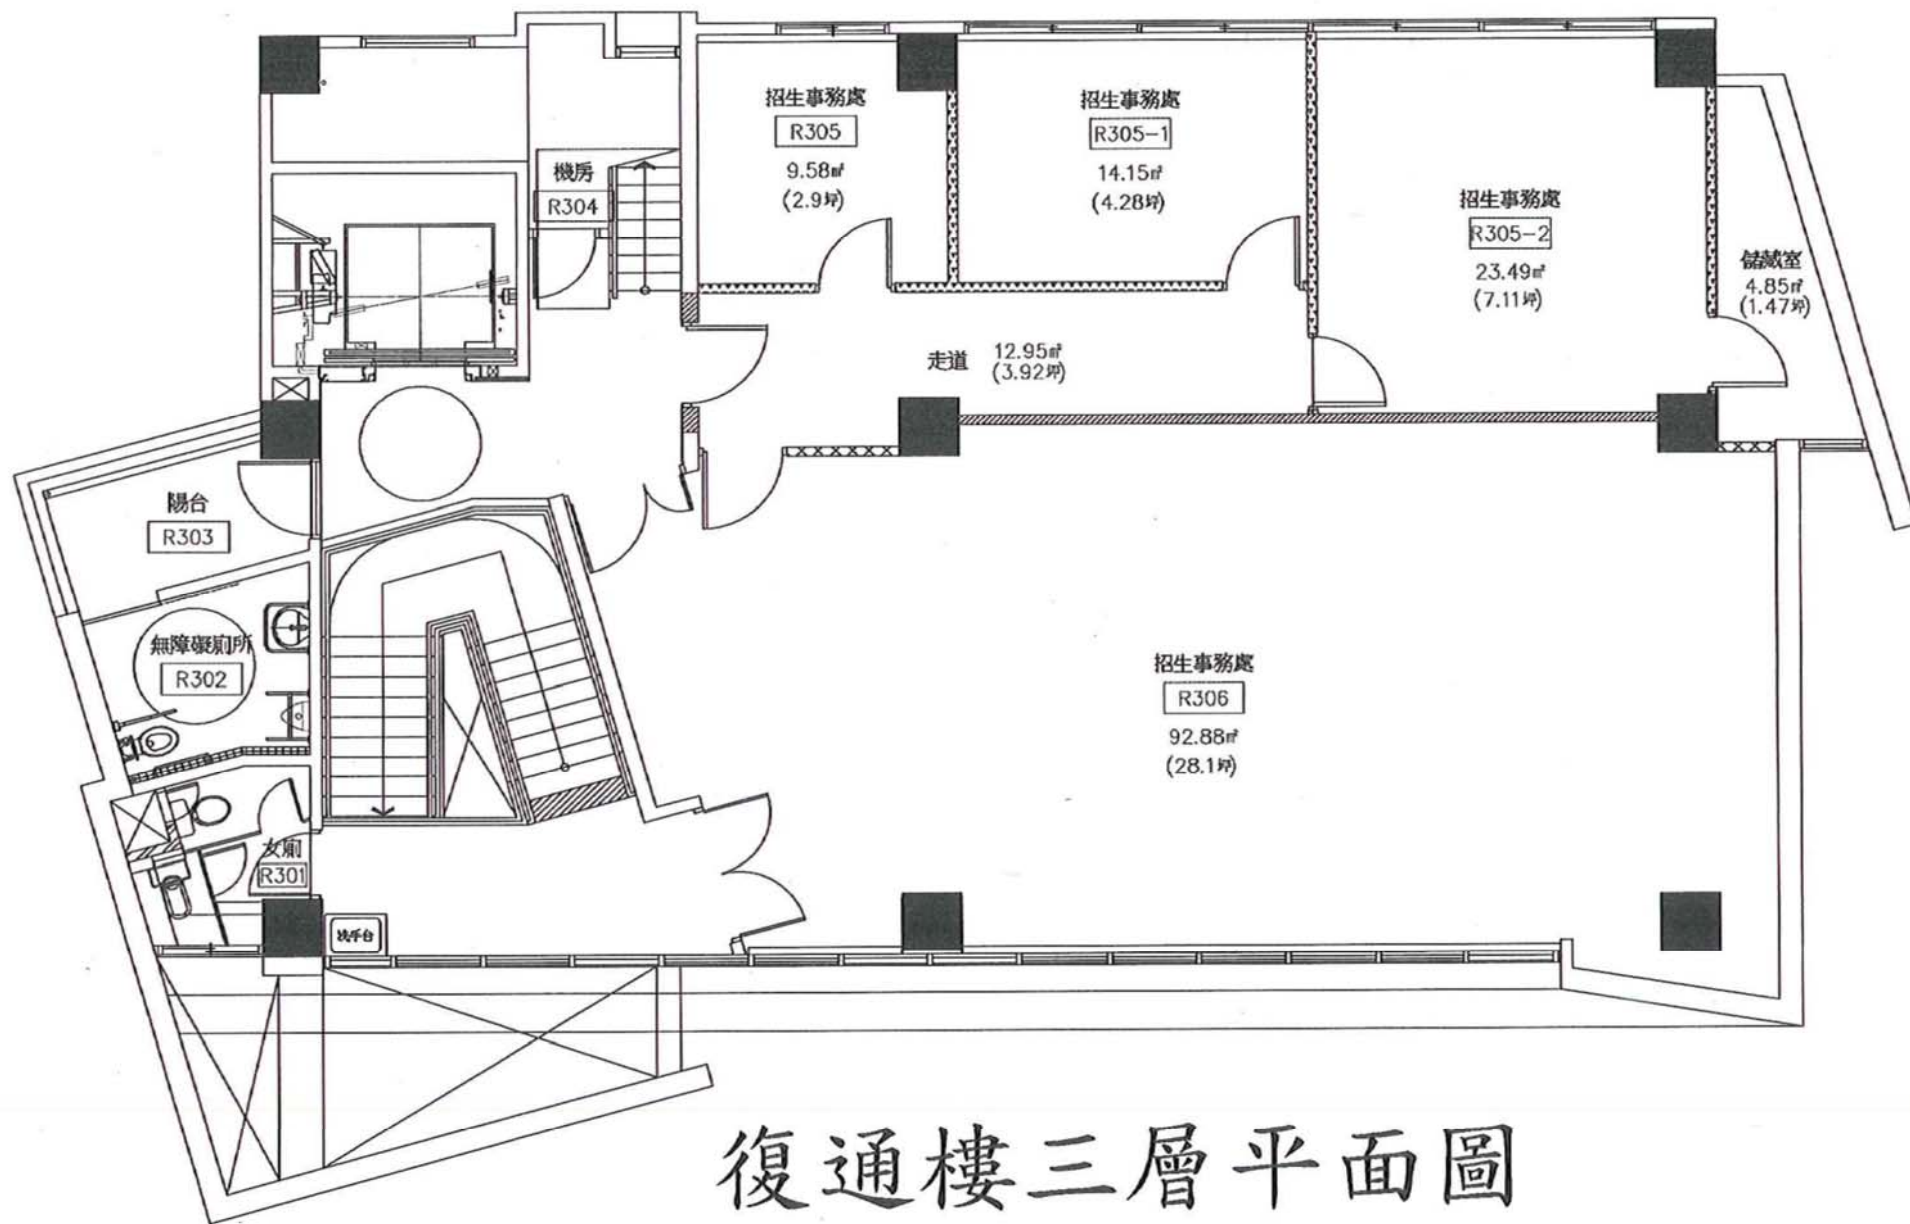 招生事務處
R305
9.58㎡
(2.9坪)
招生事務處
R305-1
14.15㎡
(4.28坪)
招生事務處
R305-2
23.49㎡
(7.11坪)
儲藏室
4.85㎡
(1.47坪)
機房
R304
走道 12.95㎡
(3.92坪)
陽台
R303
無障礙廁所
R302
女廁
R301
洗手台
招生事務處
R306
92.88㎡
(28.1坪)
復通樓三層平面圖